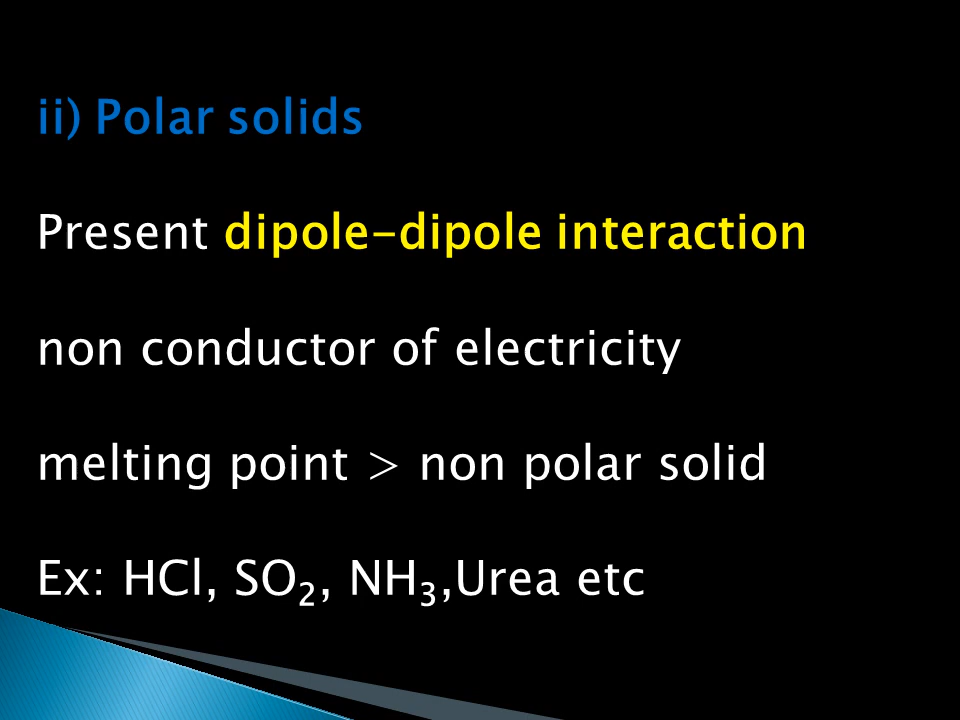 ii) Polar solids
Present dipole-dipole interaction
non conductor of electricity
melting point > non polar solid
Ex: HCl, SO₂, NH₃,Urea etc